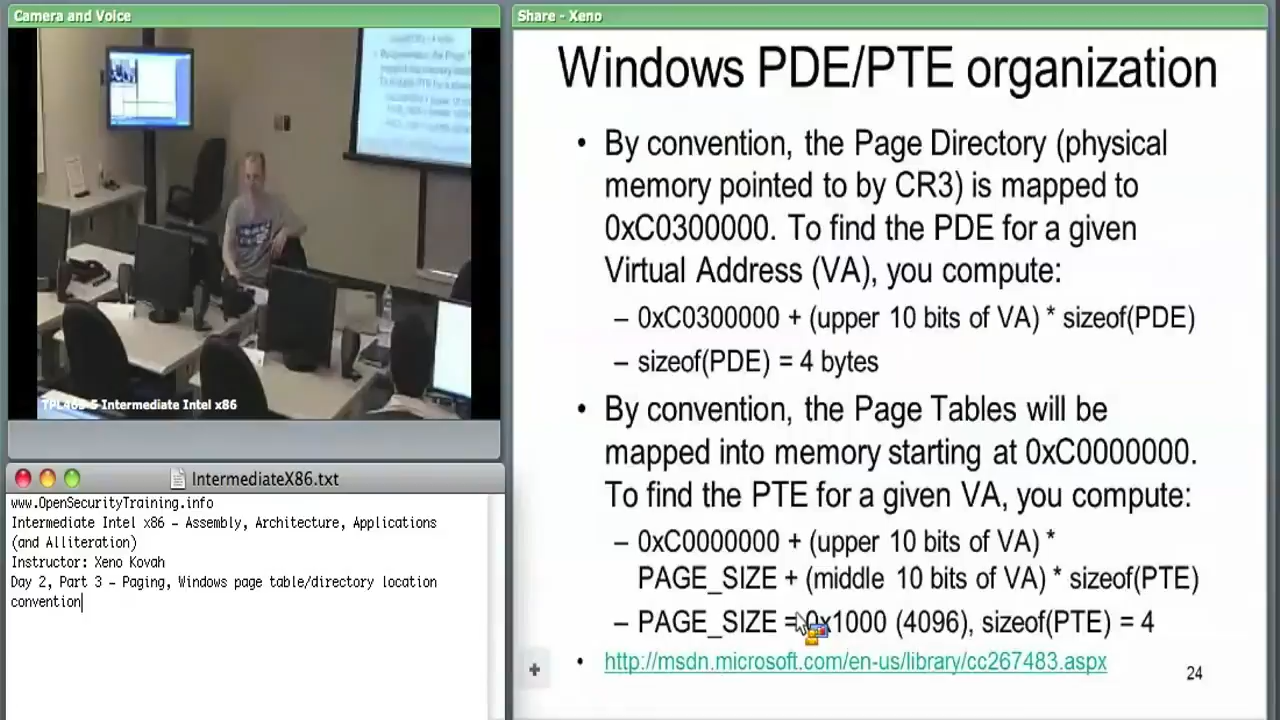 Camera and Voice
TPL465-5 Intermediate Intel x86
IntermediateX86.txt
www.OpenSecurityTraining.info
Intermediate Intel x86 – Assembly, Architecture, Applications
(and Alliteration)
Instructor: Xeno Kovah
Day 2, Part 3 – Paging, Windows page table/directory location
convention
Share - Xeno
Windows PDE/PTE organization
• By convention, the Page Directory (physical
memory pointed to by CR3) is mapped to
0xC0300000. To find the PDE for a given
Virtual Address (VA), you compute:
– 0xC0300000 + (upper 10 bits of VA) * sizeof(PDE)
– sizeof(PDE) = 4 bytes
• By convention, the Page Tables will be
mapped into memory starting at 0xC0000000.
To find the PTE for a given VA, you compute:
– 0xC0000000 + (upper 10 bits of VA) *
PAGE_SIZE + (middle 10 bits of VA) * sizeof(PTE)
– PAGE_SIZE = 0x1000 (4096), sizeof(PTE) = 4
• http://msdn.microsoft.com/en-us/library/cc267483.aspx
24